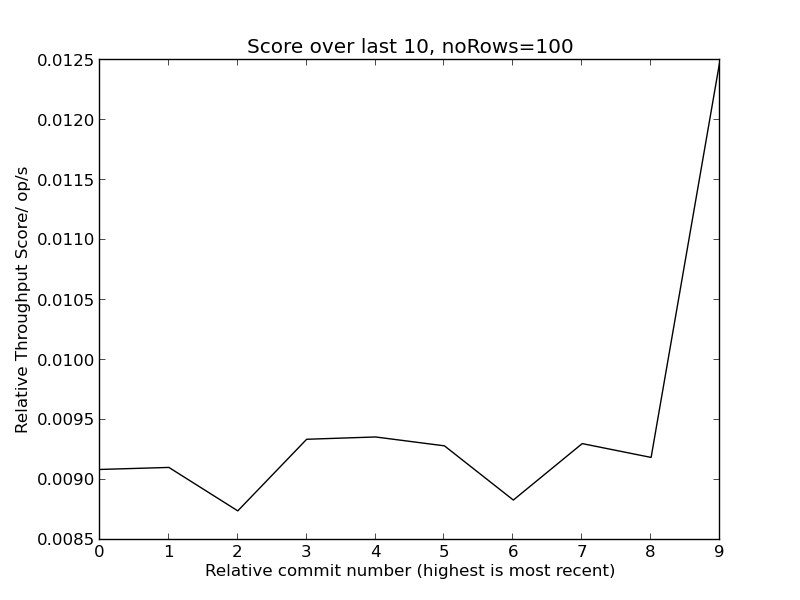 Score over last 10, noRows=100
0.0125
0.0120
0.0115
0.0110
0.0105
0.0100
0.0095
0.0090
0.0085
Relative Throughput Score/ op/s
0 1 2 3 4 5 6 7 8 9
Relative commit number (highest is most recent)